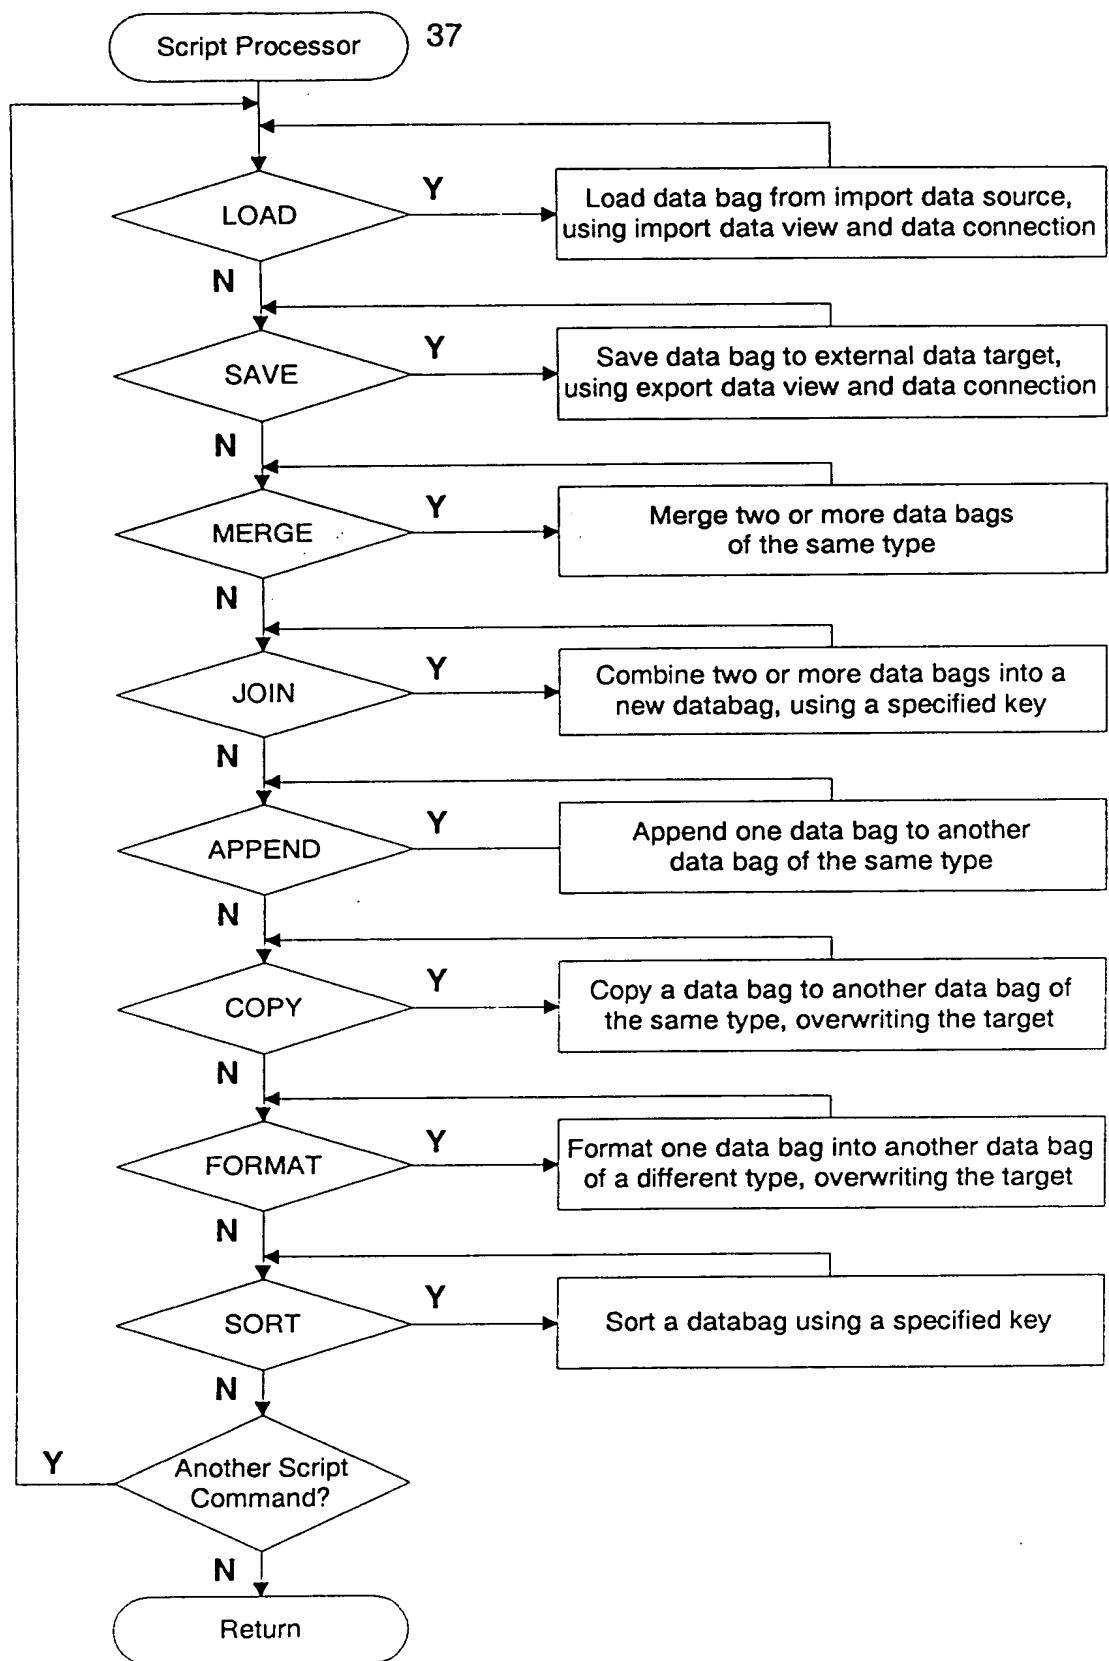 Script Processor
37
LOAD
Y
Load data bag from import data source,
using import data view and data connection
N
SAVE
Y
Save data bag to external data target,
using export data view and data connection
N
MERGE
Y
Merge two or more data bags
of the same type
N
JOIN
Y
Combine two or more data bags into a
new databag, using a specified key
N
APPEND
Y
Append one data bag to another
data bag of the same type
N
COPY
Y
Copy a data bag to another data bag of
the same type, overwriting the target
N
FORMAT
Y
Format one data bag into another data bag
of a different type, overwriting the target
N
SORT
Y
Sort a databag using a specified key
N
Y
Another Script
Command?
N
Return